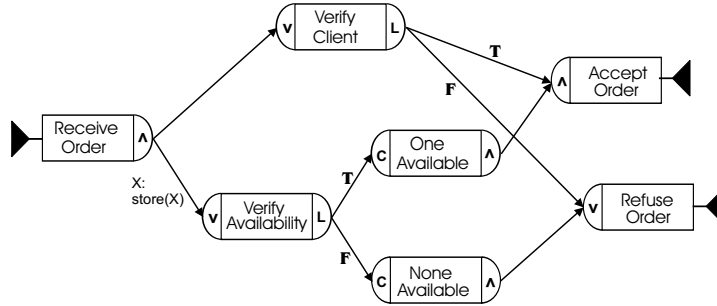 Verify
Client
v
L
T
F
Accept
Order
ʌ
Receive
Order
ʌ
X:
store(X)
One
Available
C
ʌ
T
Verify
Availability
v
L
F
None
Available
C
ʌ
Refuse
Order
v